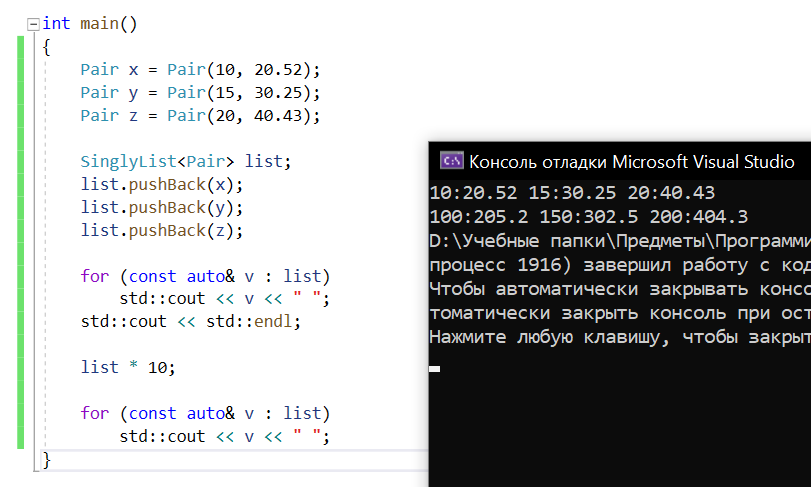 int main()
{
Pair x = Pair(10, 20.52);
Pair y = Pair(15, 30.25);
Pair z = Pair(20, 40.43);
SinglyList<Pair> list;
list.pushBack(x);
list.pushBack(y);
list.pushBack(z);
for (const auto& v : list)
std::cout << v << " ";
std::cout << std::endl;
list * 10;
for (const auto& v : list)
std::cout << v << " ";
}
C:\ Консоль отладки Microsoft Visual Studio
10:20.52 15:30.25 20:40.43
100:205.2 150:302.5 200:404.3
D:\Учебные папки\Предметы\Программи
процесс 1916) завершил работу с код
Чтобы автоматически закрывать консо
томатически закрыть консоль при ост
Нажмите любую клавишу, чтобы закрыт